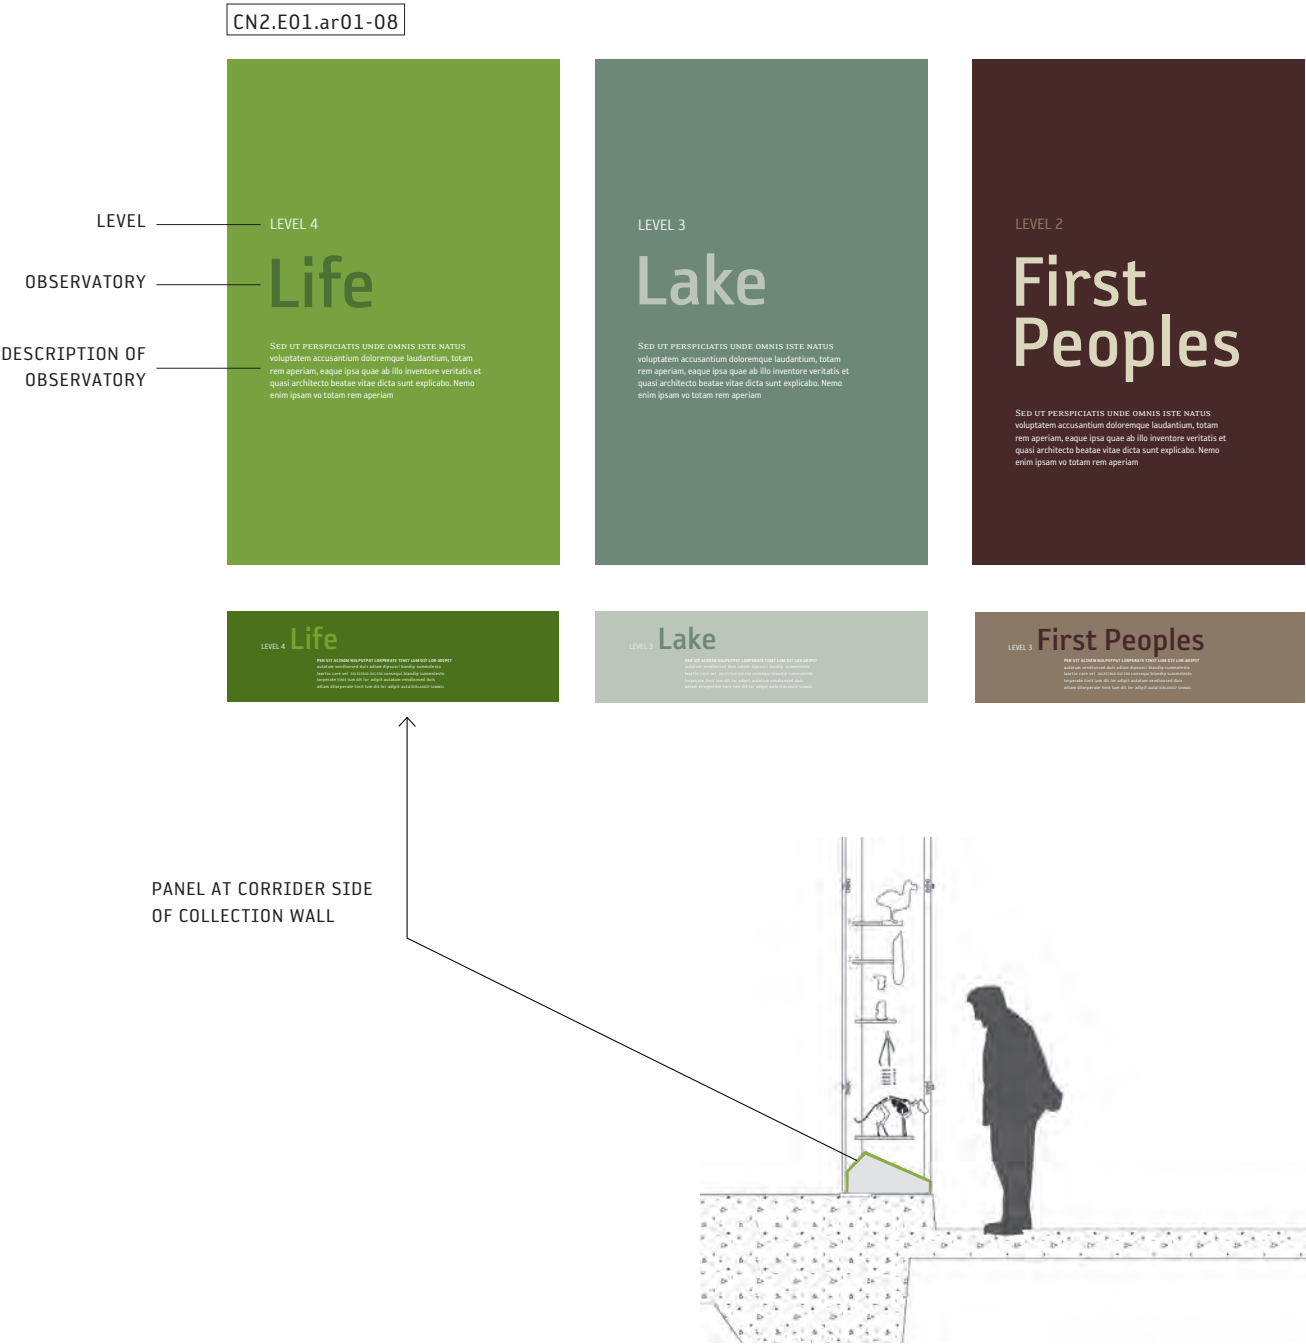 CN2.E01.ar01-08
LEVEL
OBSERVATORY
DESCRIPTION OF
OBSERVATORY
LEVEL 4
Life
SED UT PERSPICIATIS UNDE OMNIS ISTE NATUS
voluptatem accusantium doloremque laudantium, totam
rem aperiam, eaque ipsa quae ab illo inventore veritatis et
quasi architecto beatae vitae dicta sunt explicabo. Nemo
enim ipsam vo totam rem aperiam
LEVEL 3
Lake
SED UT PERSPICIATIS UNDE OMNIS ISTE NATUS
voluptatem accusantium doloremque laudantium, totam
rem aperiam, eaque ipsa quae ab illo inventore veritatis et
quasi architecto beatae vitae dicta sunt explicabo. Nemo
enim ipsam vo totam rem aperiam
LEVEL 2
First
Peoples
SED UT PERSPICIATIS UNDE OMNIS ISTE NATUS
voluptatem accusantium doloremque laudantium, totam
rem aperiam, eaque ipsa quae ab illo inventore veritatis et
quasi architecto beatae vitae dicta sunt explicabo. Nemo
enim ipsam vo totam rem aperiam
LEVEL 4 Life
LEVEL 3 Lake
LEVEL 3 First Peoples
PANEL AT CORRIDER SIDE
OF COLLECTION WALL